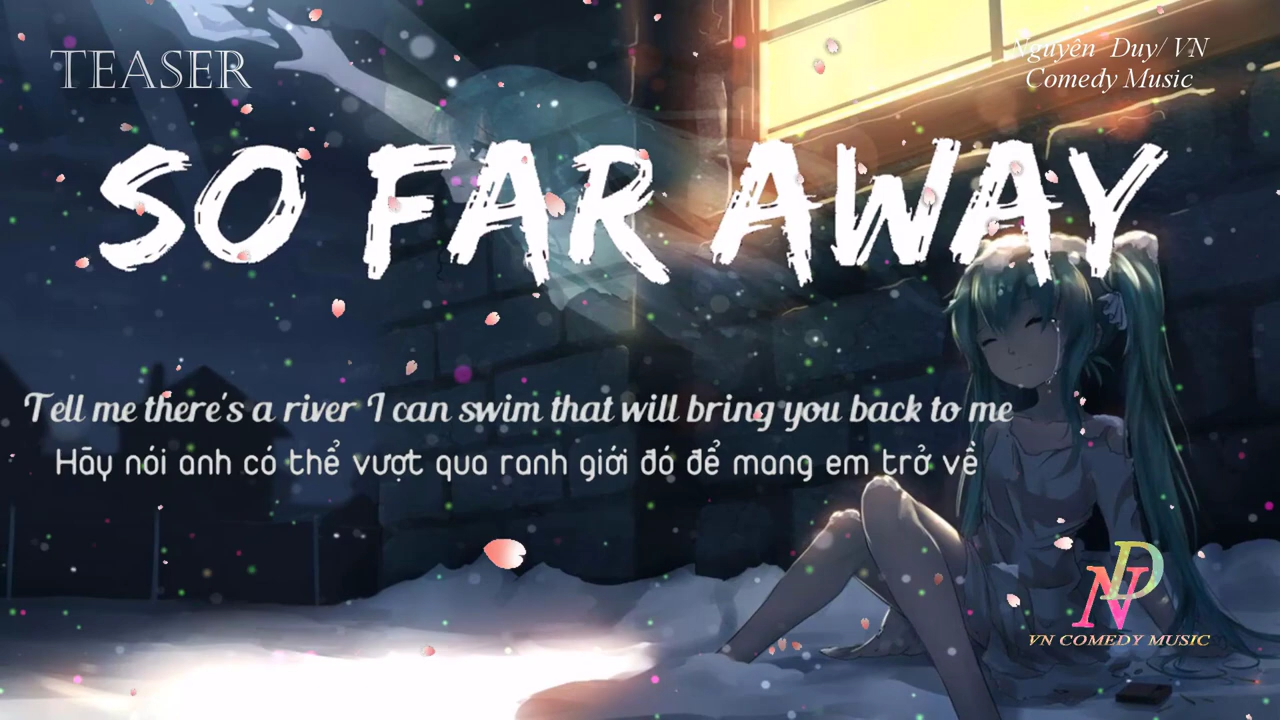 TEASER
Nguyên Duy/ VN
Comedy Music
SO FAR AWAY
Tell me there's a river I can swim that will bring you back to me
Hãy nói anh có thể vượt qua ranh giới đó để mang em trở về
ND
VN COMEDY MUSIC